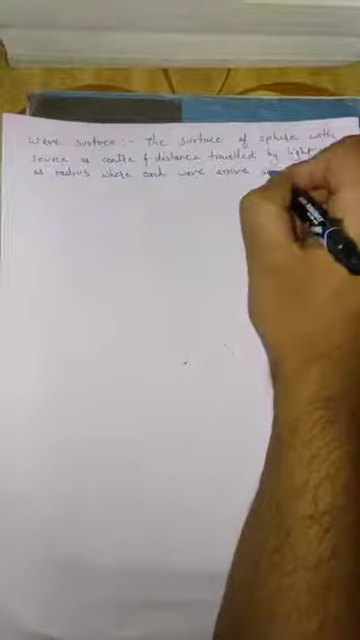 Wave surface :- The surface of sphere with
source as centre & distance travelled by light
as radius where each wave arrive